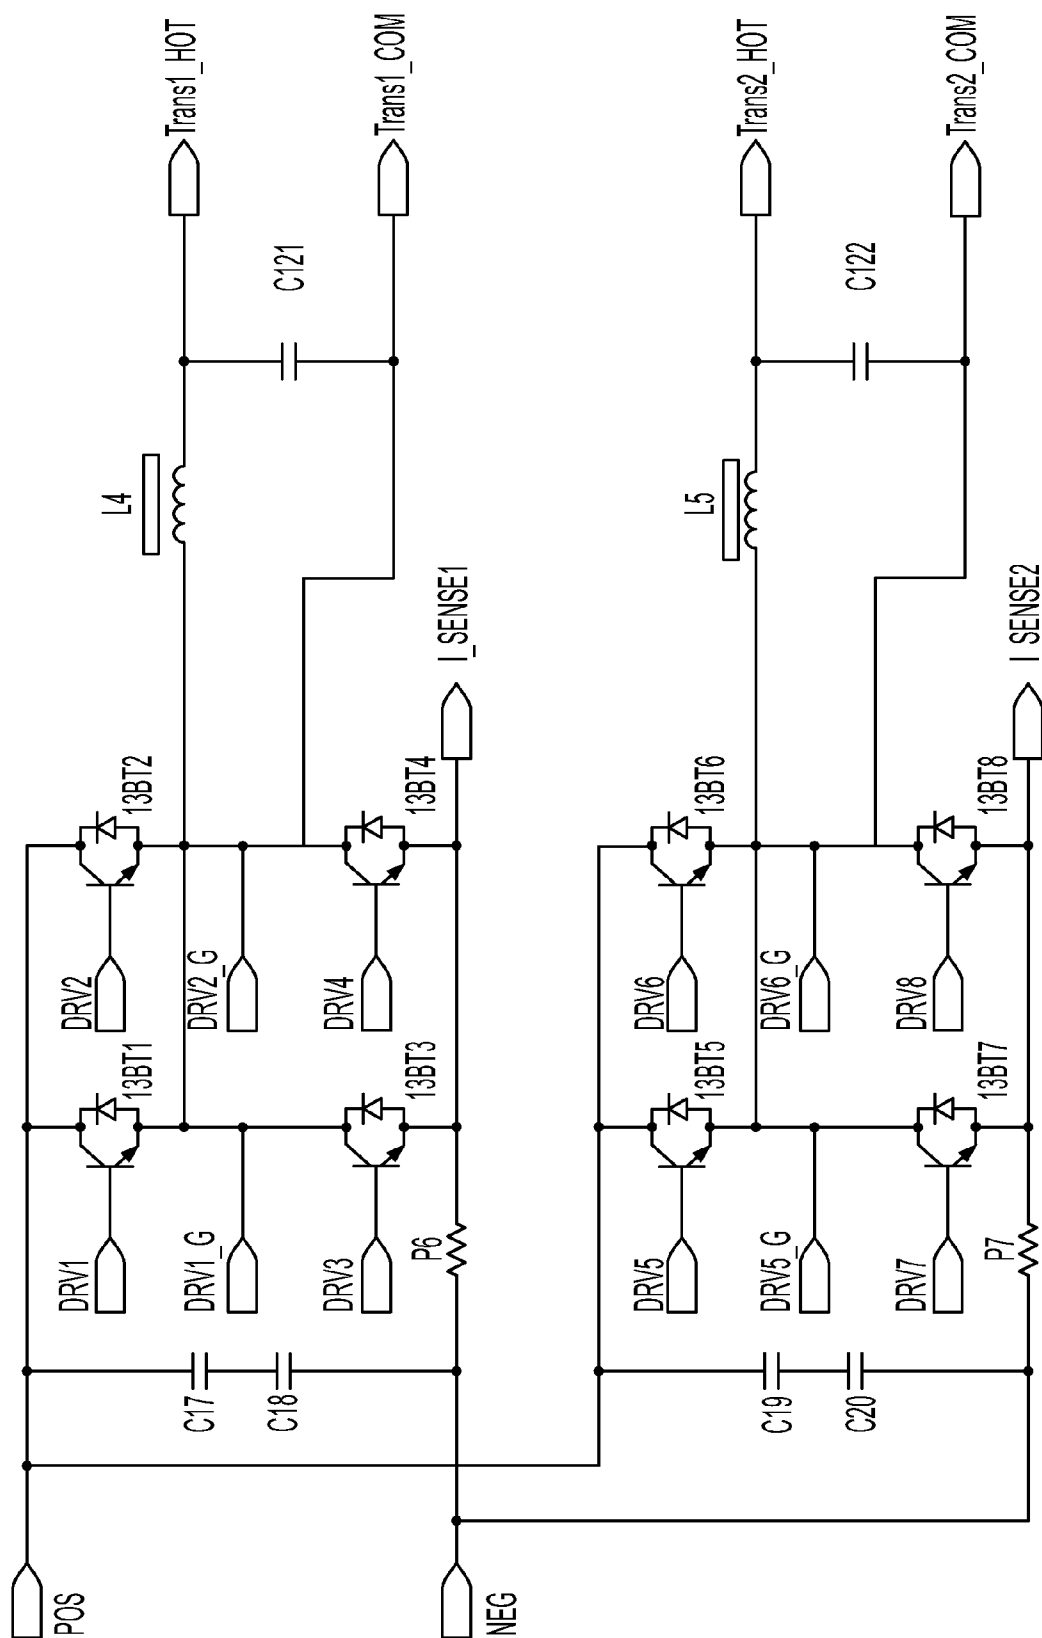 POS
NEG
C17
C18
C19
C20
DRV1
DRV1_G
DRV3
P6
DRV5
DRV5_G
DRV7
P7
13BT1
13BT3
13BT5
13BT7
DRV2
DRV2_G
DRV4
DRV6
DRV6_G
DRV8
13BT2
13BT4
13BT6
13BT8
I_SENSE1
I_SENSE2
L4
L5
C121
C122
Trans1_HOT
Trans1_COM
Trans2_HOT
Trans2_COM